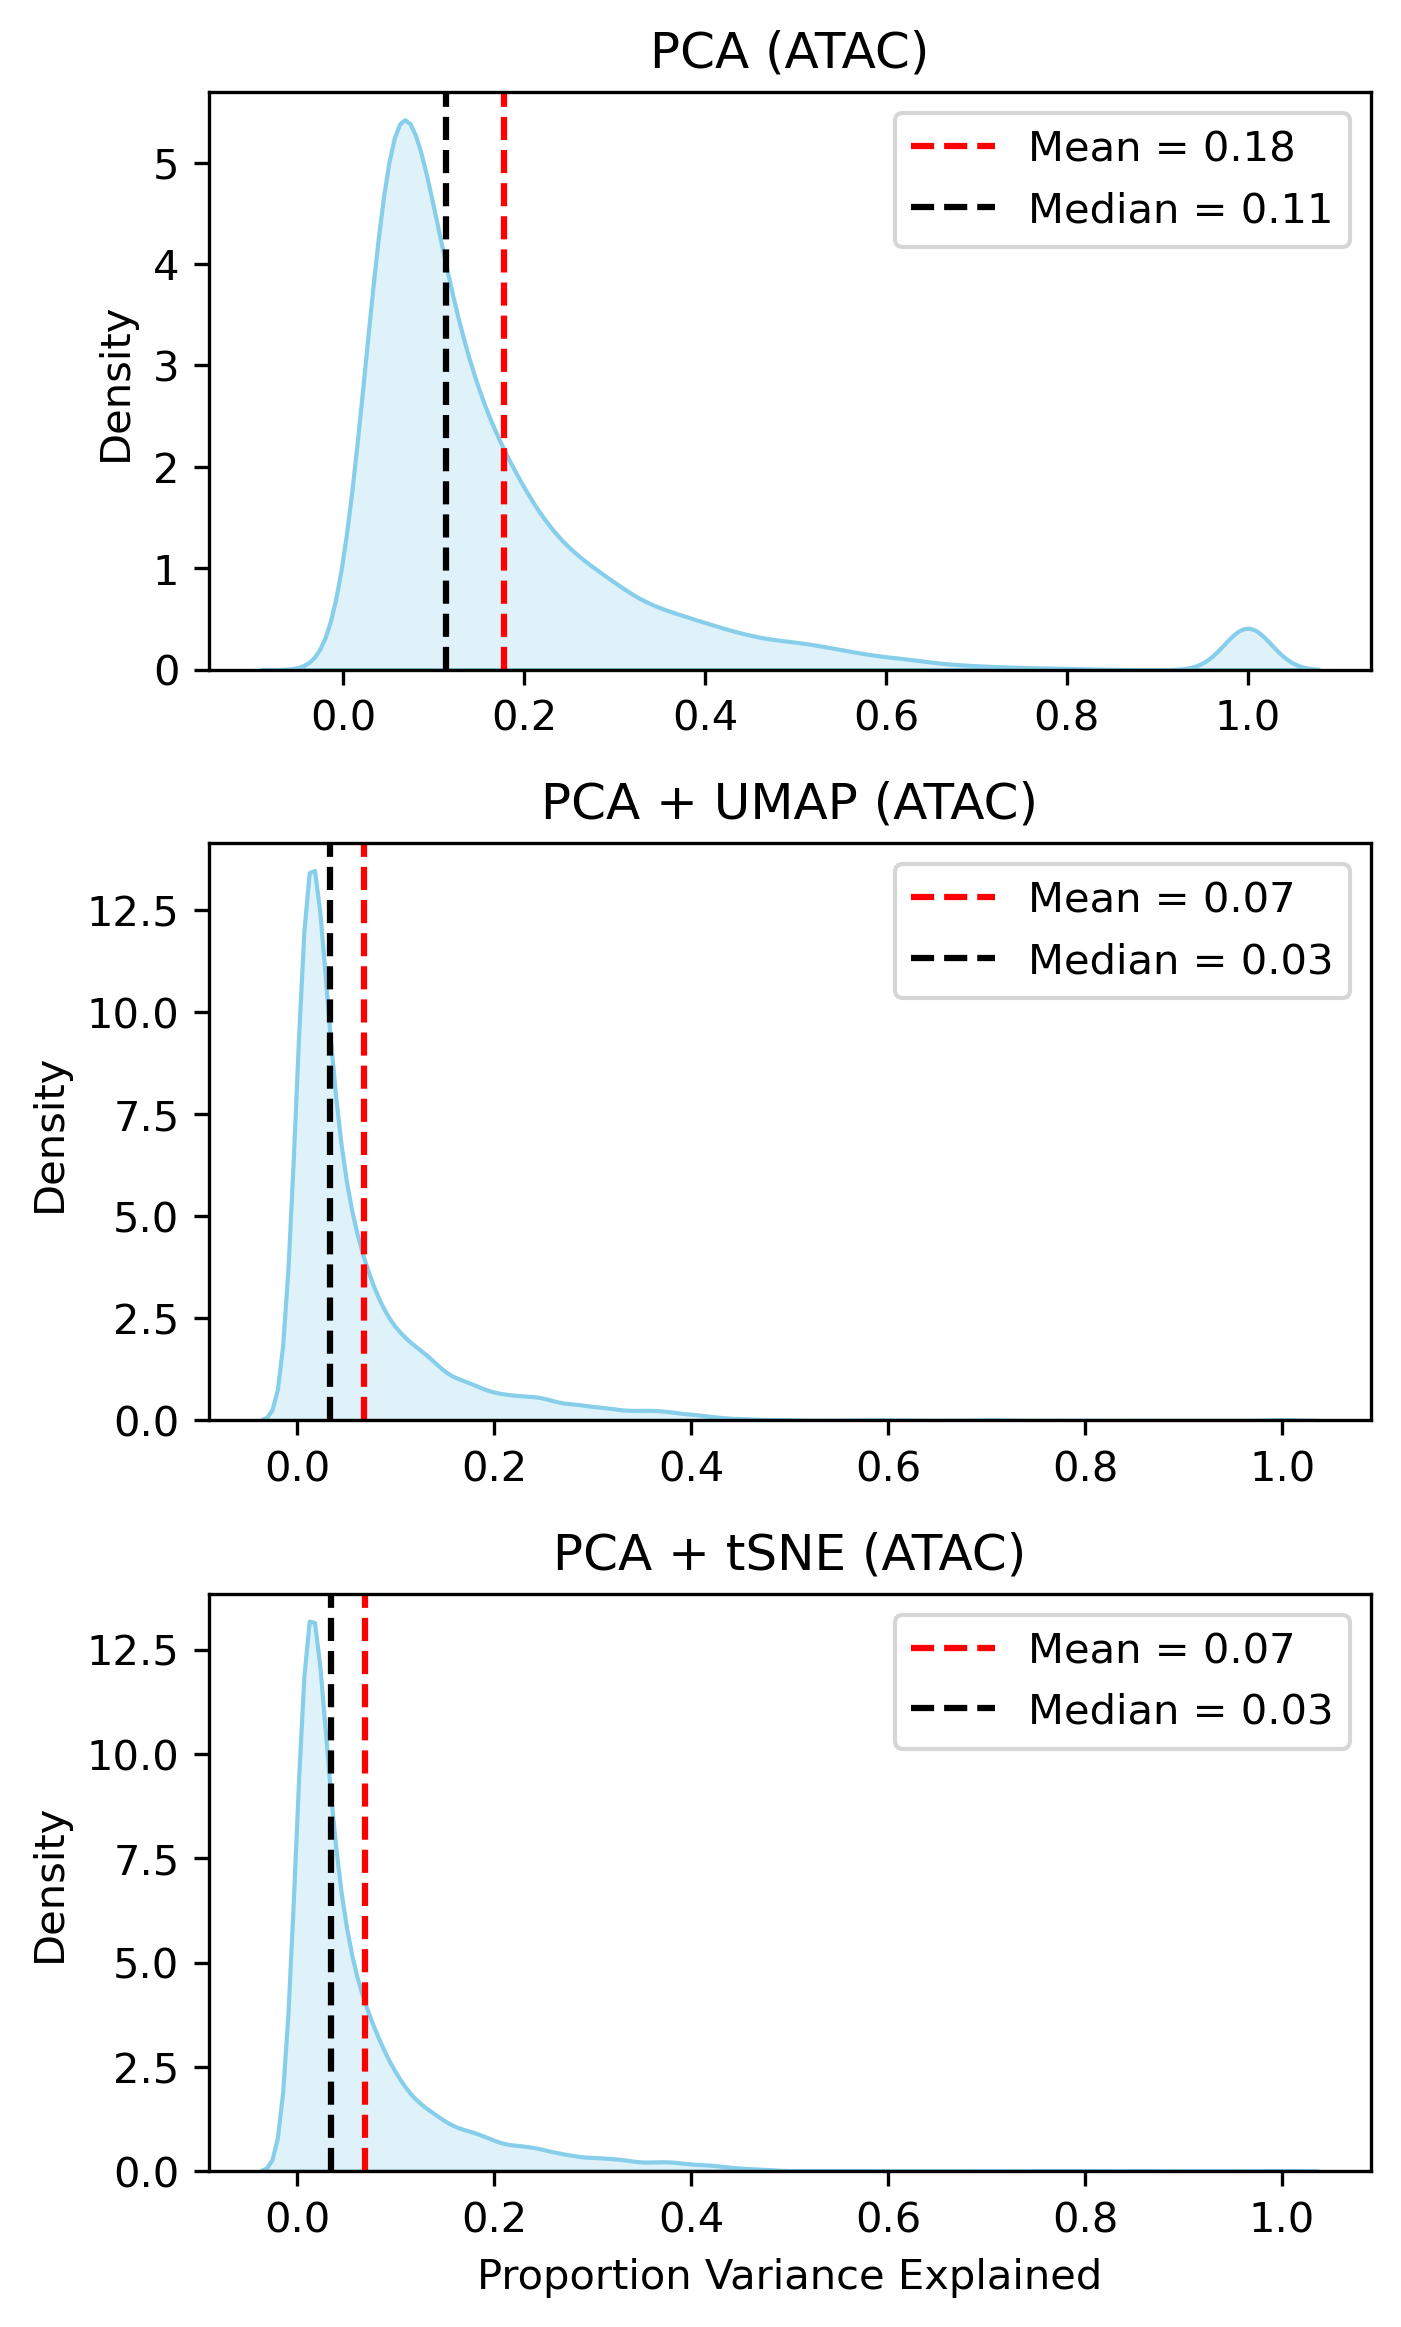 PCA (ATAC)
Mean = 0.18
Median = 0.11
Density
5
4
3
2
1
0
0.0 0.2 0.4 0.6 0.8 1.0
PCA + UMAP (ATAC)
Mean = 0.07
Median = 0.03
Density
12.5
10.0
7.5
5.0
2.5
0.0
0.0 0.2 0.4 0.6 0.8 1.0
PCA + tSNE (ATAC)
Mean = 0.07
Median = 0.03
Density
12.5
10.0
7.5
5.0
2.5
0.0
0.0 0.2 0.4 0.6 0.8 1.0
Proportion Variance Explained